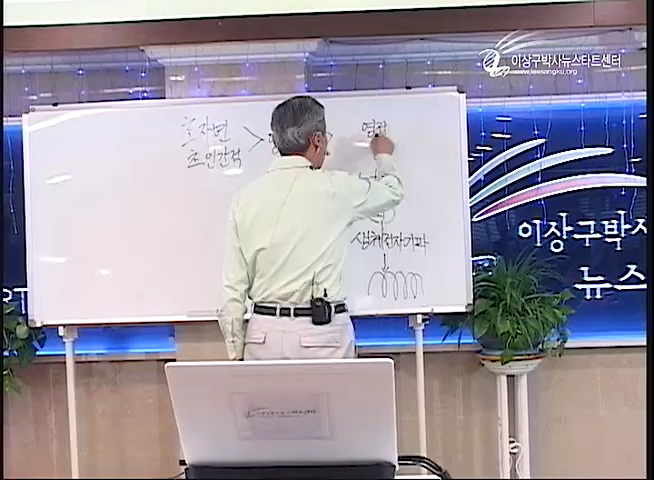 이상구박사뉴스타트센터
www.leesangku.org
초자연
초인간적
영적
생체전자기파
이상구박사
뉴스